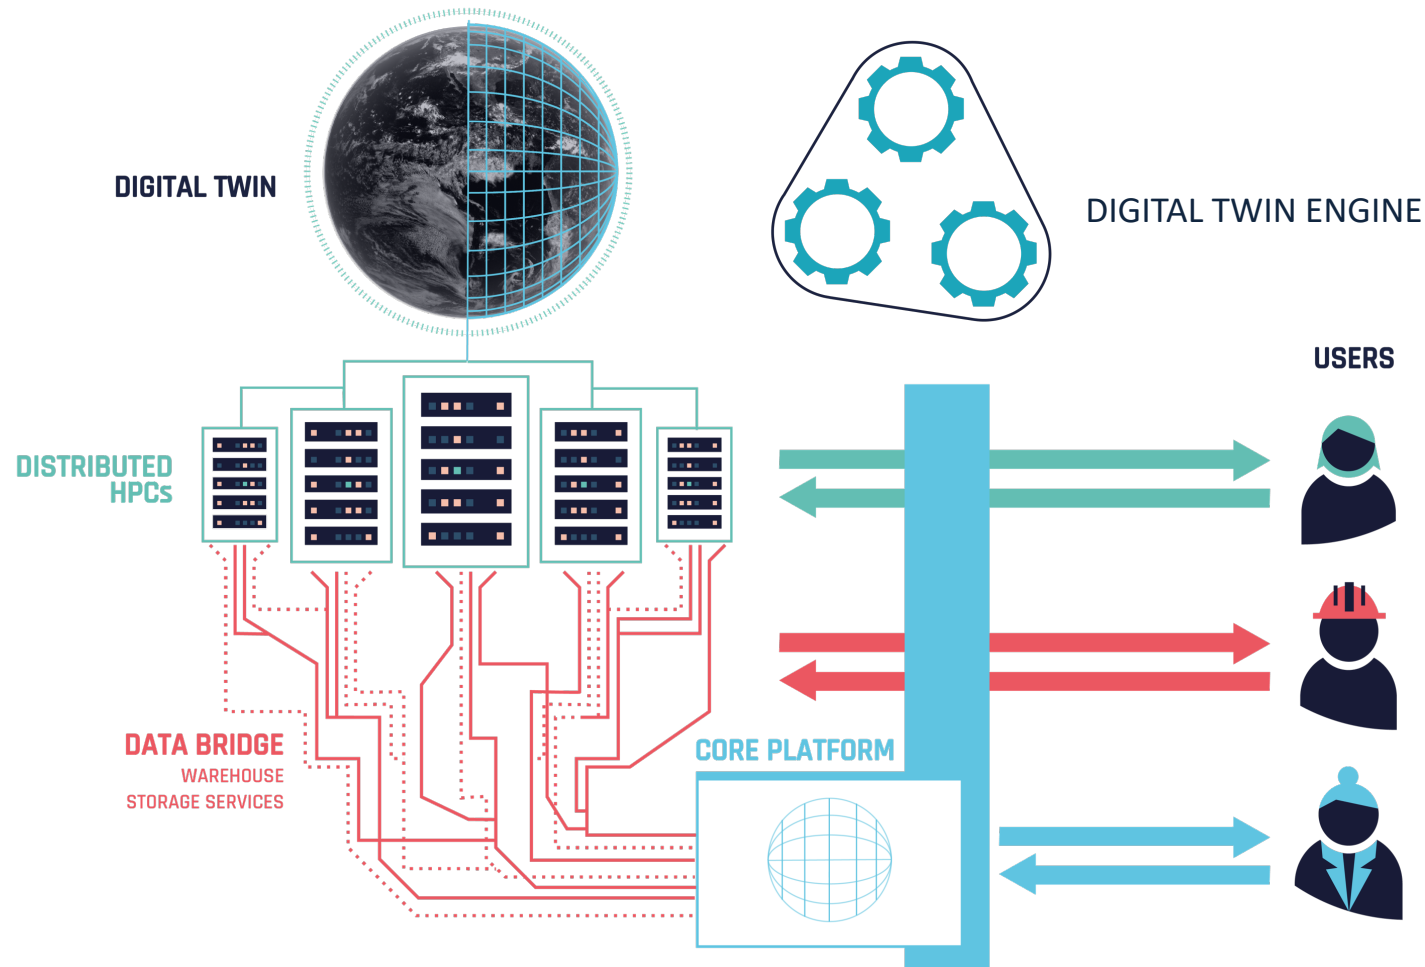 DIGITAL TWIN
DIGITAL TWIN ENGINE
USERS
DISTRIBUTED
HPCs
DATA BRIDGE
WAREHOUSE
STORAGE SERVICES
CORE PLATFORM